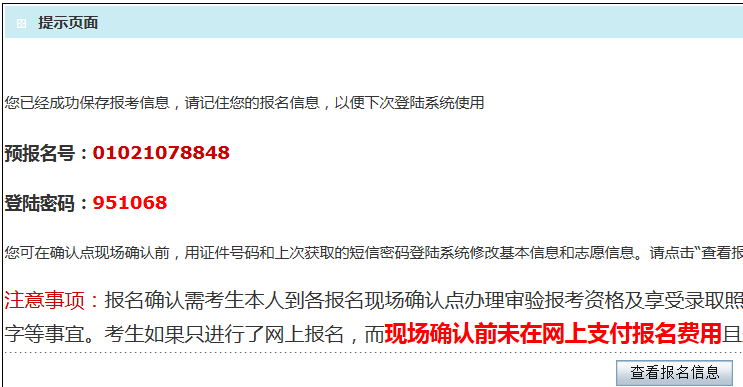 提示页面
您已经成功保存报考信息，请记住您的报名信息，以便下次登陆系统使用
预报名号：01021078848
登陆密码：951068
您可在确认点现场确认前，用证件号码和上次获取的短信密码登陆系统修改基本信息和志愿信息。请点击“查看报
注意事项：报名确认需考生本人到各报名现场确认点办理审验报考资格及享受录取照
字等事宜。考生如果只进行了网上报名，而现场确认前未在网上支付报名费用且
查看报名信息